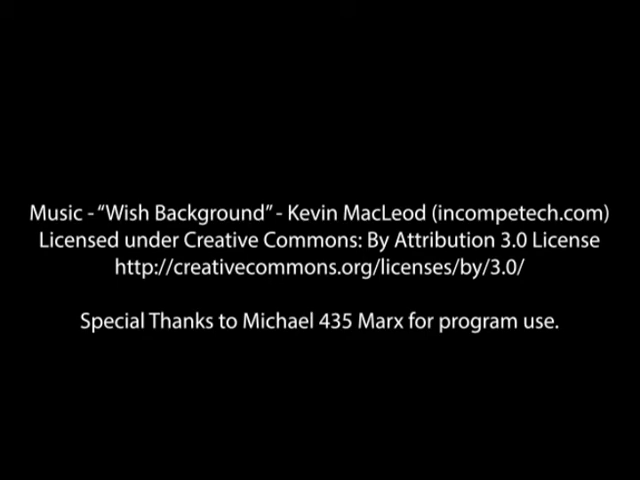 Music - “Wish Background” - Kevin MacLeod (incompetech.com)
Licensed under Creative Commons: By Attribution 3.0 License
http://creativecommons.org/licenses/by/3.0/
Special Thanks to Michael 435 Marx for program use.